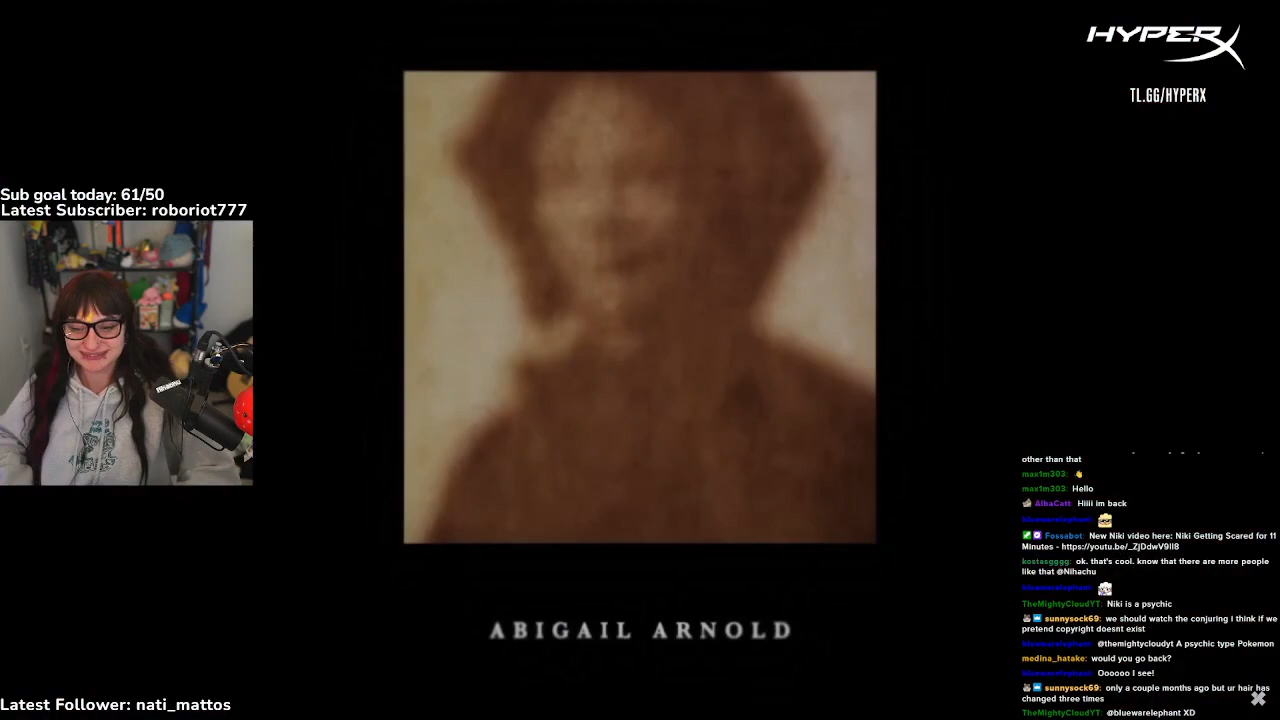 HYPERX
TL.GG/HYPERX
Sub goal today: 61/50
Latest Subscriber: roboriot777
ABIGAIL ARNOLD
other than that
max1m303: 
max1m303: Hello
AlbaCatt: Hiiii im back
bluewarelephant:
Fossabot: New Niki video here: Niki Getting Scared for 11
Minutes - https://youtu.be/_ZjDdwV9Il8
kostasgggg: ok. that's cool. know that there are more people
like that @Nihachu
bluewarelephant:
TheMightyCloudYT: Niki is a psychic
sunnysock69: we should watch the conjuring i think if we
pretend copyright doesnt exist
bluewarelephant: @themightycloudyt A psychic type Pokemon
medina_hatake: would you go back?
bluewarelephant: Oooooo I see!
sunnysock69: only a couple months ago but ur hair has
changed three times
TheMightyCloudYT: @bluewarelephant XD
Latest Follower: nati_mattos